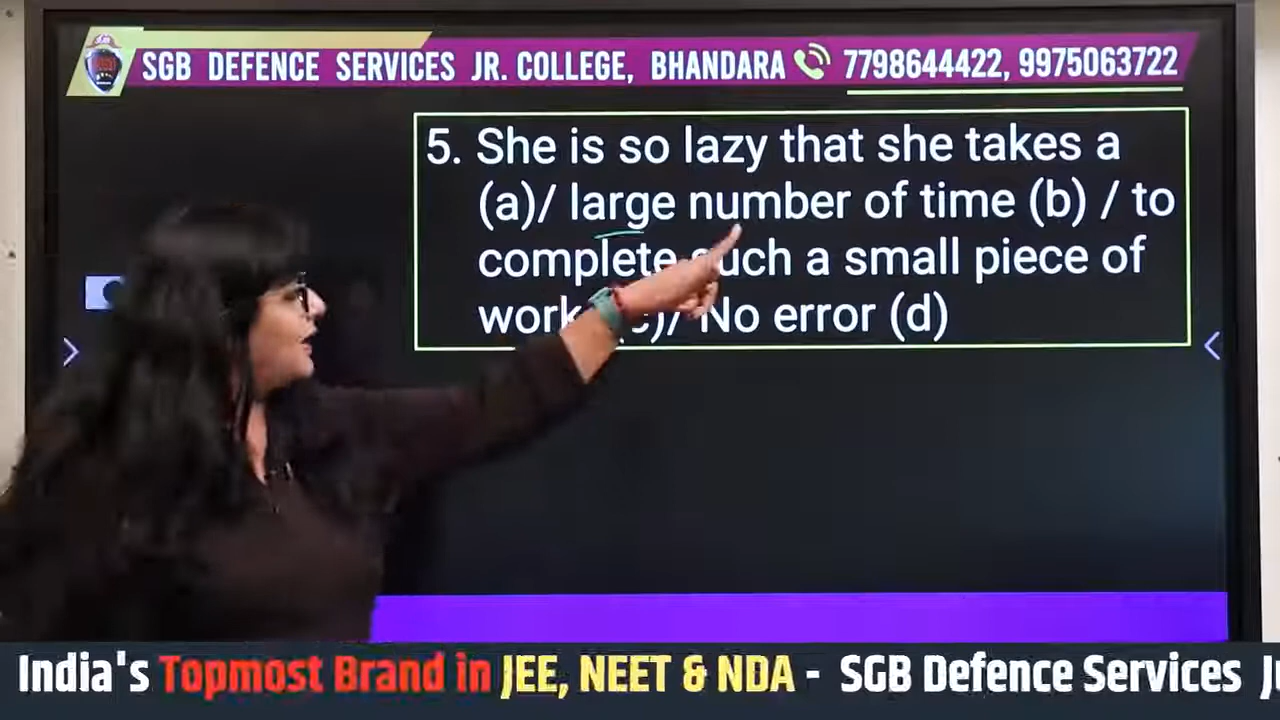 SGB DEFENCE SERVICES JR. COLLEGE, BHANDARA 7798644422, 9975063722
5. She is so lazy that she takes a
(a)/ large number of time (b) / to
complete such a small piece of
work (c)/ No error (d)
India's Topmost Brand in JEE, NEET & NDA - SGB Defence Services